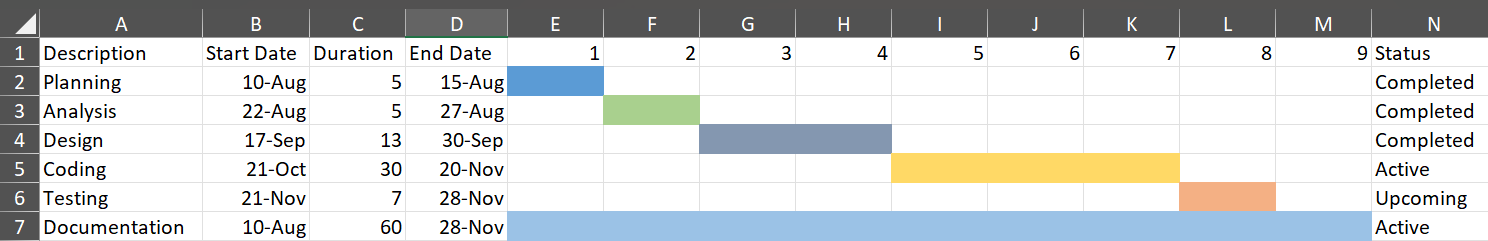 A B C D E F G H I J K L M N
1 Description Start Date Duration End Date 1 2 3 4 5 6 7 8 9 Status
2 Planning 10-Aug 5 15-Aug Completed
3 Analysis 22-Aug 5 27-Aug Completed
4 Design 17-Sep 13 30-Sep Completed
5 Coding 21-Oct 30 20-Nov Active
6 Testing 21-Nov 7 28-Nov Upcoming
7 Documentation 10-Aug 60 28-Nov Active